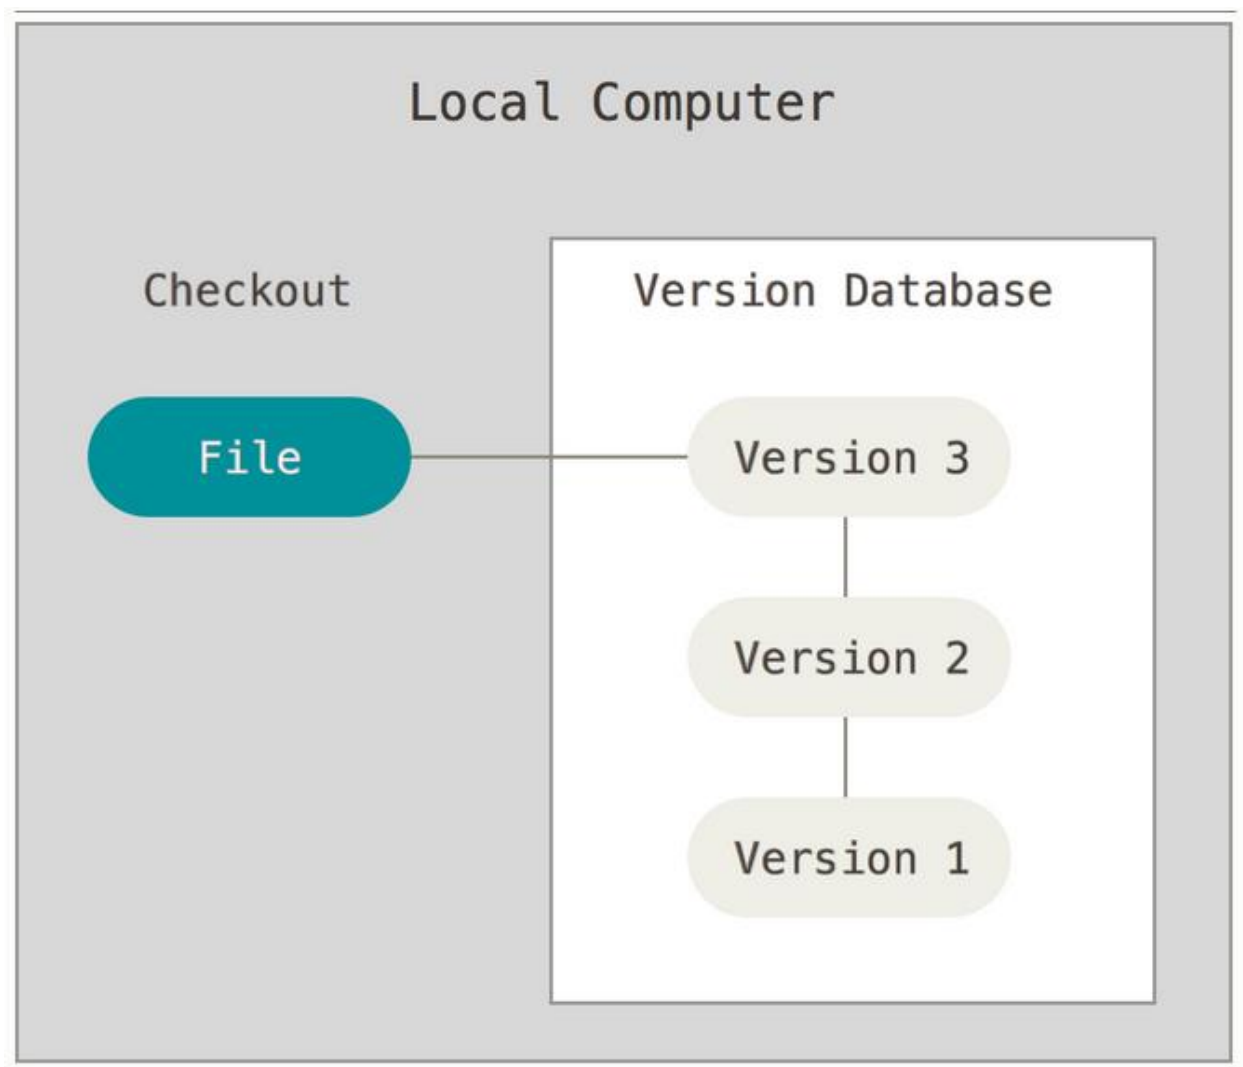 Local Computer
Checkout
Version Database
File
Version 3
Version 2
Version 1